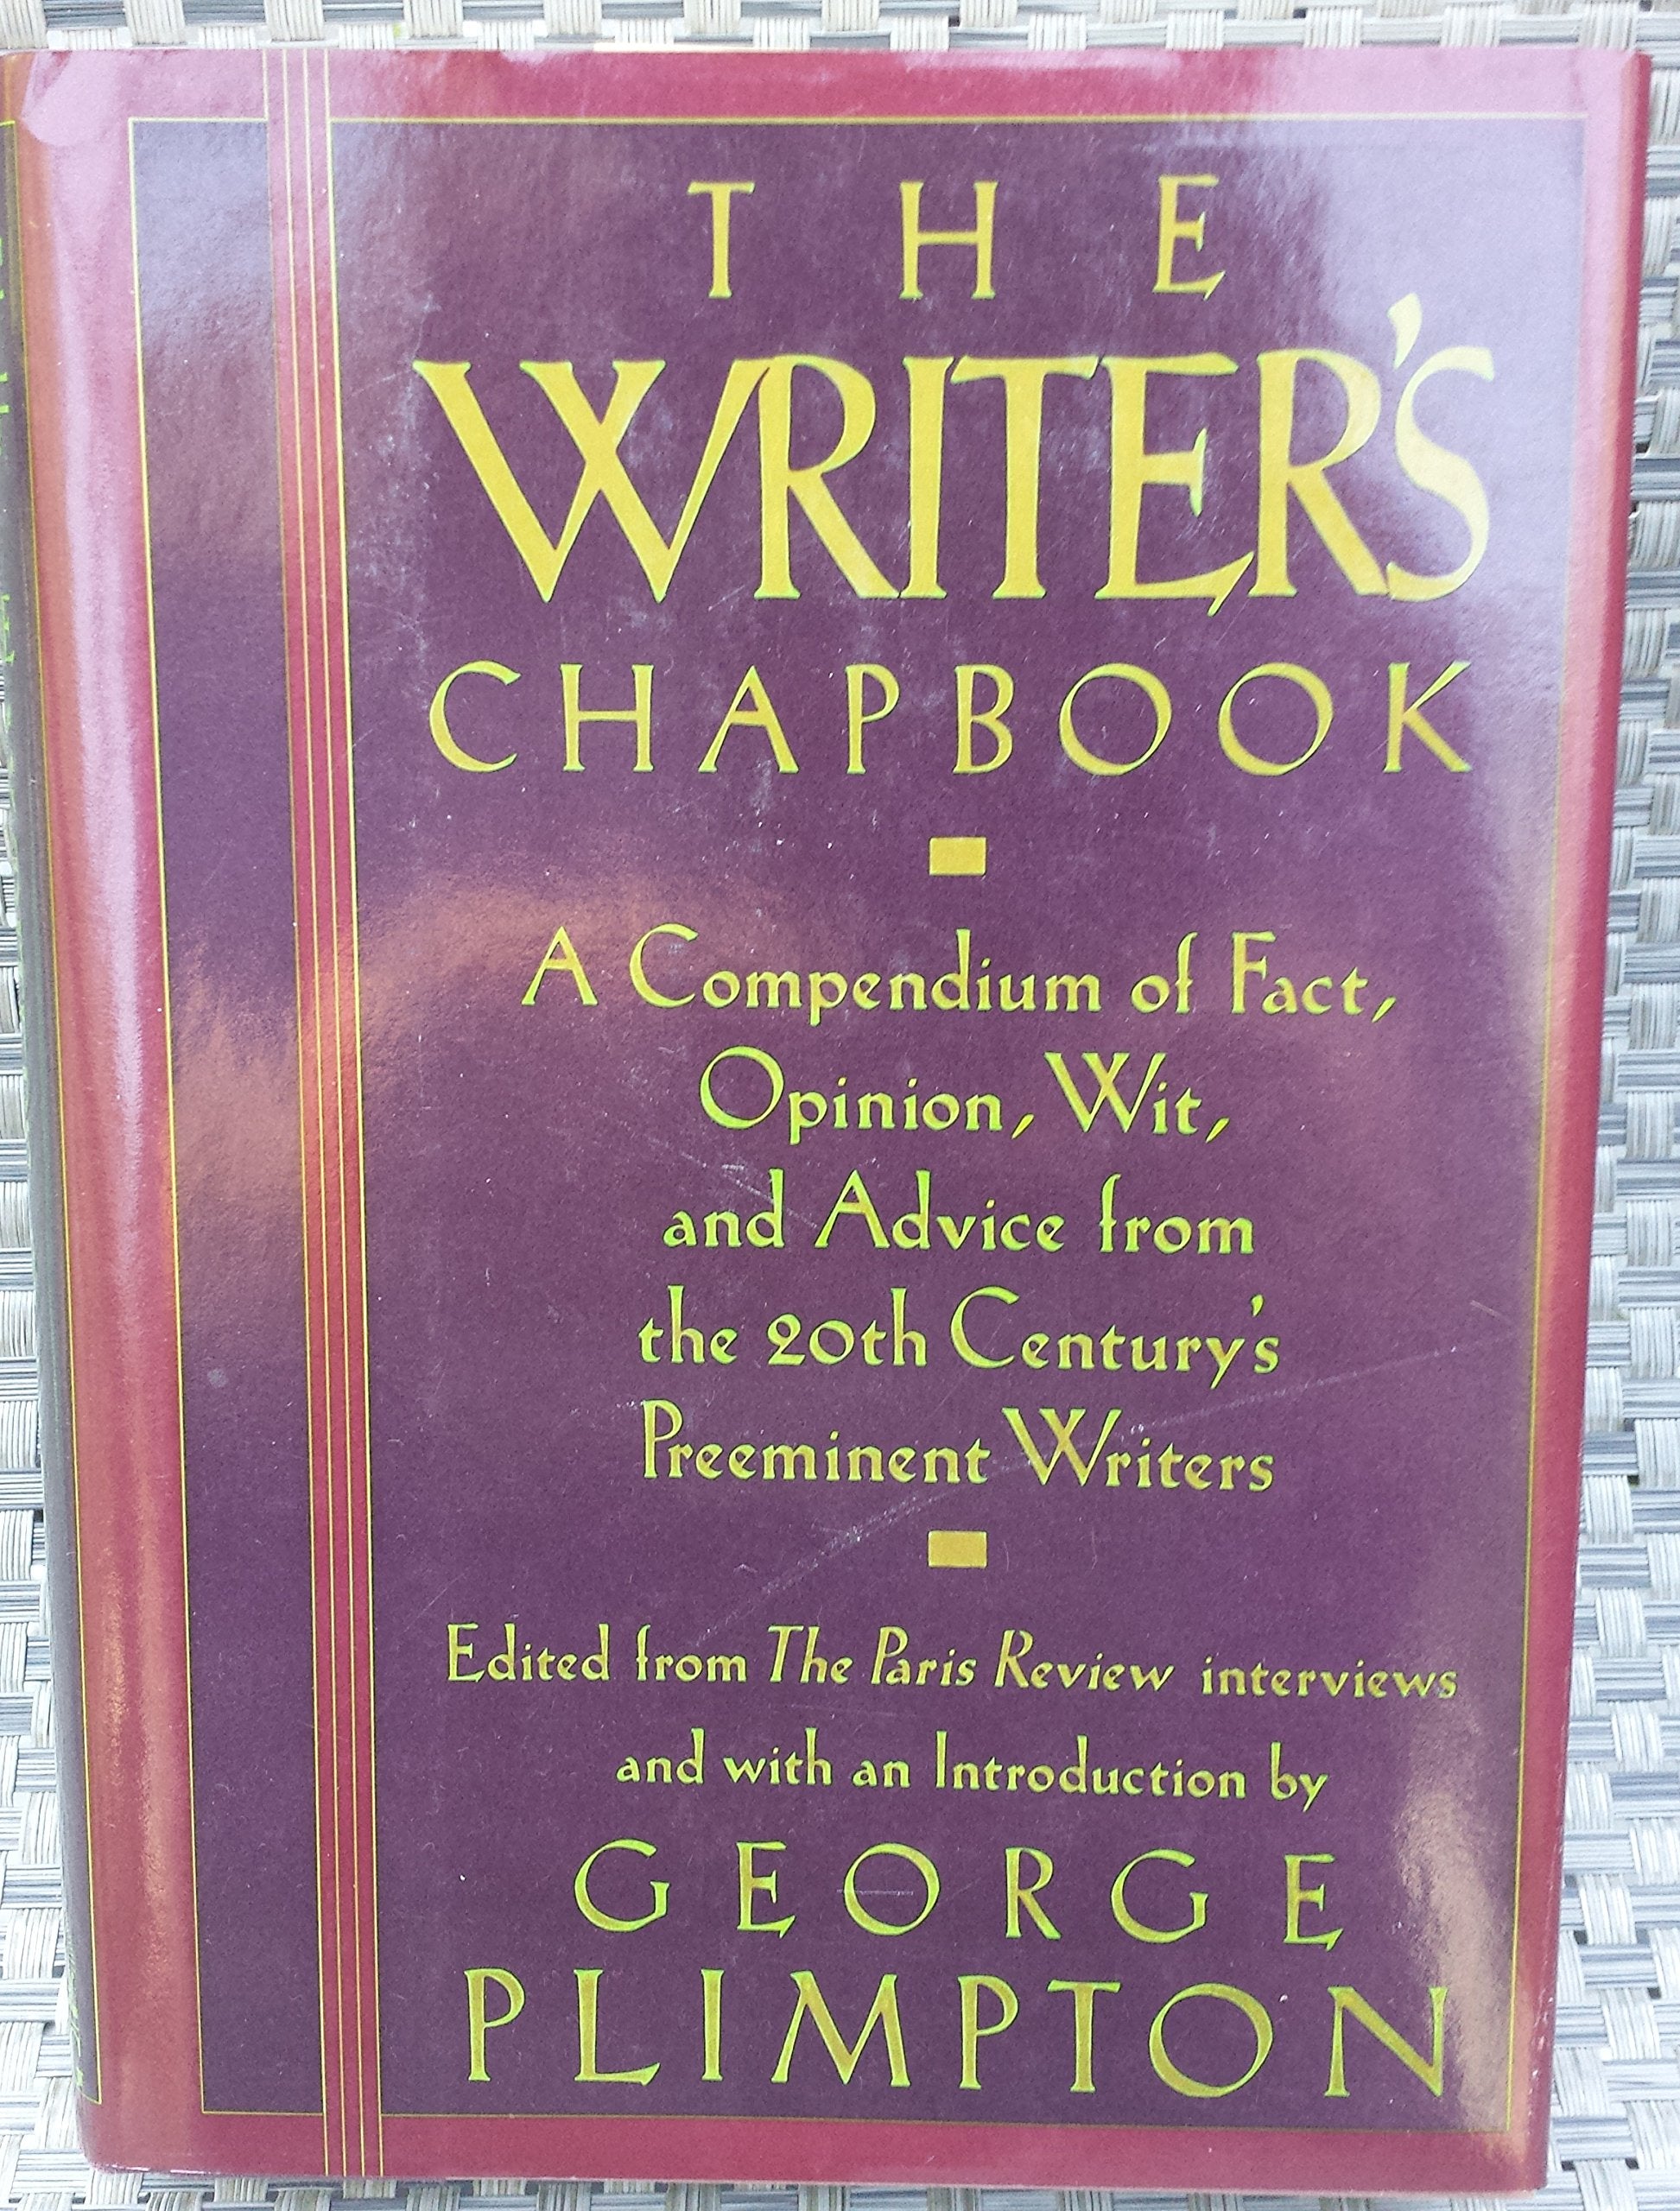 THE
WRITER'S
CHAPBOOK
A Compendium of Fact,
Opinion, Wit,
and Advice from
the 20th Century's
Preeminent Writers
Edited from The Paris Review interviews
and with an Introduction by
GEORGE
PLIMPTON